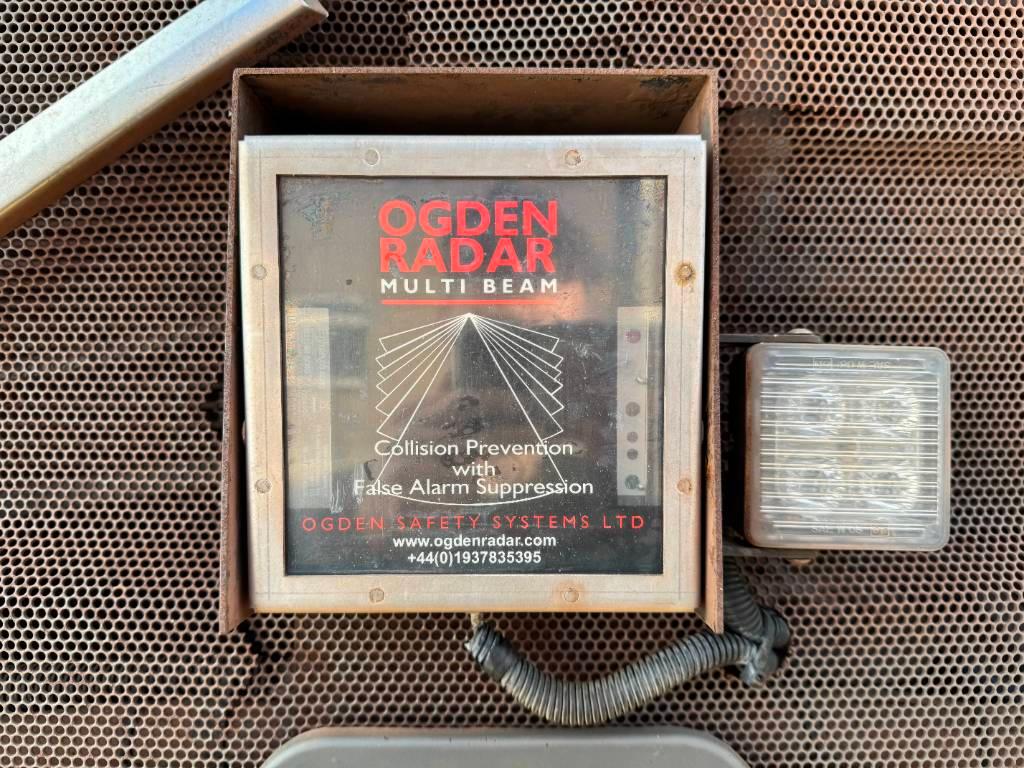 OGDEN
RADAR
MULTI BEAM
Collision Prevention
with
False Alarm Suppression
OGDEN SAFETY SYSTEMS LTD
www.ogdenradar.com
+44(0)1937835395